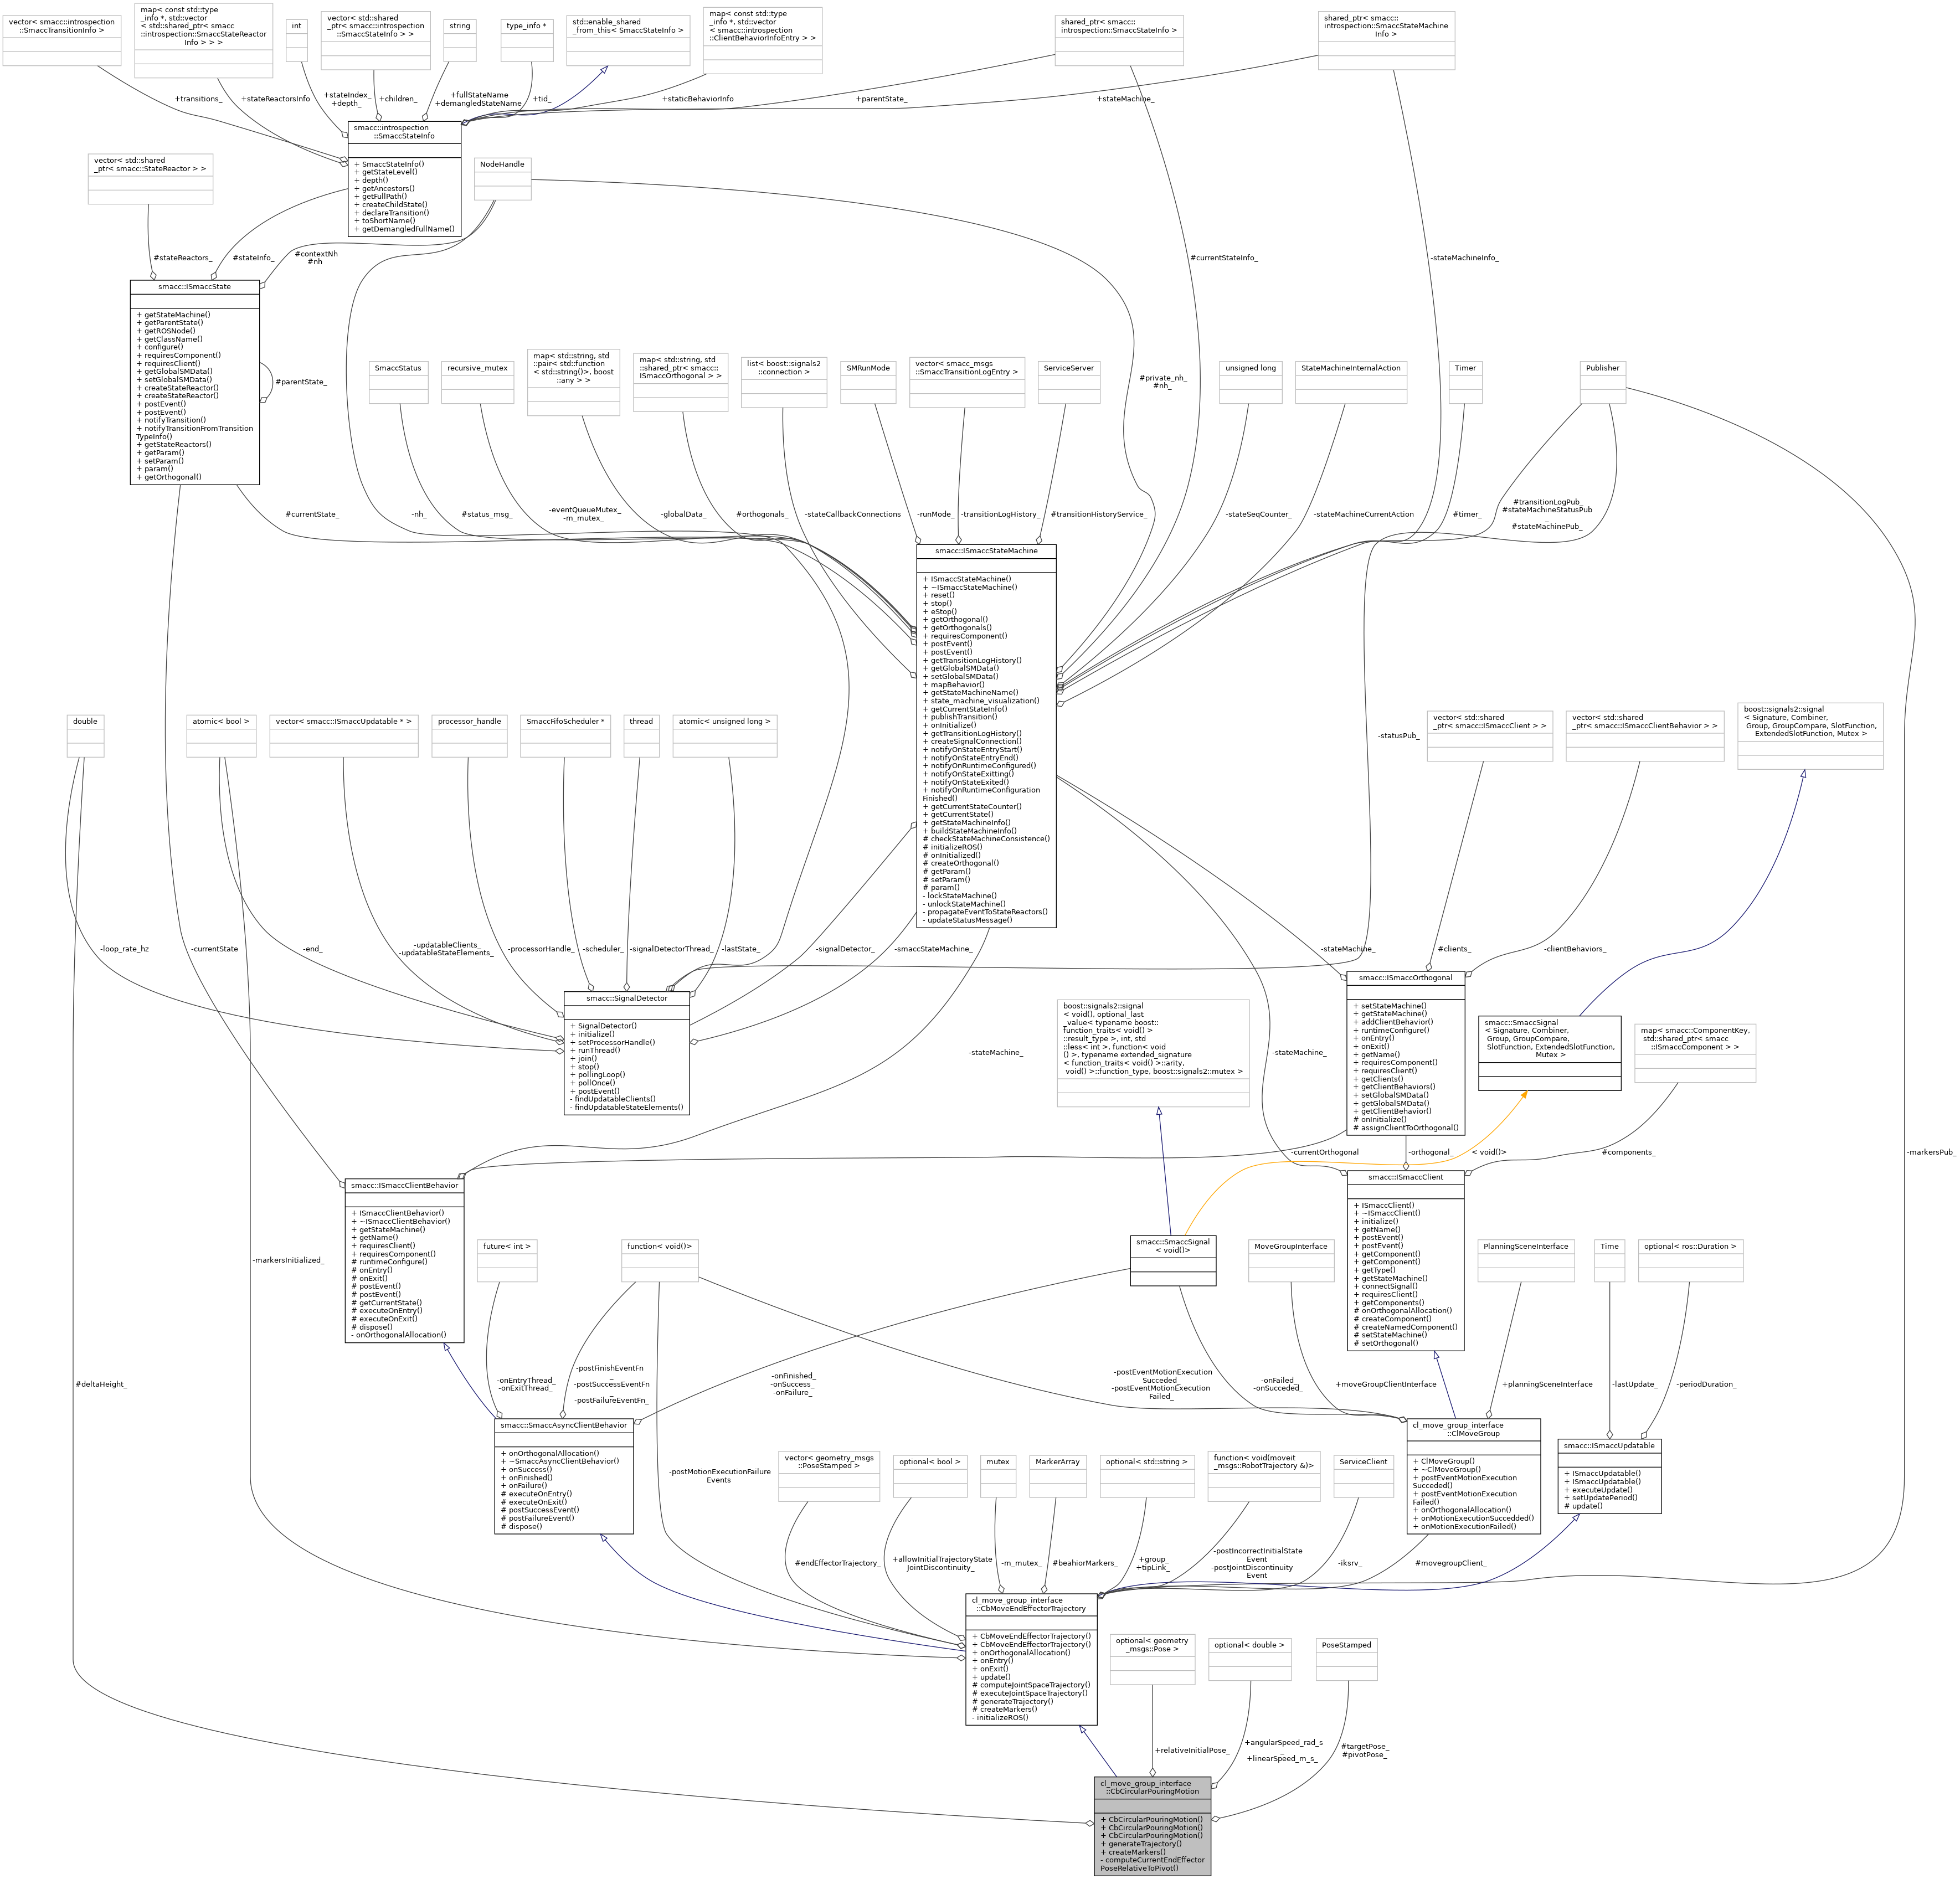 vector< smacc::introspection
::SmaccTransitionInfo >
map< const std::type
_info *, std::vector
< std::shared_ptr< smacc
::introspection::SmaccStateReactor
Info > > >
int
vector< std::shared
_ptr< smacc::introspection
::SmaccStateInfo > >
string
type_info *
std::enable_shared
_from_this< SmaccStateInfo >
map< const std::type
_info *, std::vector
< smacc::introspection
::ClientBehaviorInfoEntry > >
shared_ptr< smacc::
introspection::SmaccStateInfo >
shared_ptr< smacc::
introspection::SmaccStateMachine
Info >
+transitions_
+stateReactorsInfo
+stateIndex_
+depth_
+children_
+fullStateName
+demangledStateName
+tid_
+staticBehaviorInfo
+parentState_
+stateMachine_
smacc::introspection
::SmaccStateInfo
+ SmaccStateInfo()
+ getStateLevel()
+ depth()
+ getAncestors()
+ getFullPath()
+ createChildState()
+ declareTransition()
+ toShortName()
+ getDemangledFullName()
vector< std::shared
_ptr< smacc::StateReactor > >
NodeHandle
#stateReactors_
#stateInfo_
#contextNh
#nh
#currentStateInfo_
-stateMachineInfo_
smacc::ISmaccState
+ getStateMachine()
+ getParentState()
+ getROSNode()
+ getClassName()
+ configure()
+ requiresComponent()
+ requiresClient()
+ getGlobalSMData()
+ setGlobalSMData()
+ createStateReactor()
+ createStateReactor()
+ postEvent()
+ postEvent()
+ notifyTransition()
+ notifyTransitionFromTransition
TypeInfo()
+ getStateReactors()
+ getParam()
+ setParam()
+ param()
+ getOrthogonal()
#parentState_
SmaccStatus
recursive_mutex
map< std::string, std
::pair< std::function
< std::string()>, boost
::any > >
map< std::string, std
::shared_ptr< smacc::
ISmaccOrthogonal > >
list< boost::signals2
::connection >
SMRunMode
vector< smacc_msgs
::SmaccTransitionLogEntry >
ServiceServer
#private_nh_
#nh_
unsigned long
StateMachineInternalAction
Timer
Publisher
#currentState_
-nh_
#status_msg_
-eventQueueMutex_
-m_mutex_
-globalData_
#orthogonals_
-stateCallbackConnections
-runMode_
-transitionLogHistory_
#transitionHistoryService_
-stateSeqCounter_
-stateMachineCurrentAction
#timer_
#transitionLogPub_
#stateMachineStatusPub
_
#stateMachinePub_
smacc::ISmaccStateMachine
+ ISmaccStateMachine()
+ ~ISmaccStateMachine()
+ reset()
+ stop()
+ eStop()
+ getOrthogonal()
+ getOrthogonals()
+ requiresComponent()
+ postEvent()
+ postEvent()
+ getTransitionLogHistory()
+ getGlobalSMData()
+ setGlobalSMData()
+ mapBehavior()
+ getStateMachineName()
+ state_machine_visualization()
+ getCurrentStateInfo()
+ publishTransition()
+ onInitialize()
+ getTransitionLogHistory()
+ createSignalConnection()
+ notifyOnStateEntryStart()
+ notifyOnStateEntryEnd()
+ notifyOnRuntimeConfigured()
+ notifyOnStateExitting()
+ notifyOnStateExited()
+ notifyOnRuntimeConfiguration
Finished()
+ getCurrentStateCounter()
+ getCurrentState()
+ getStateMachineInfo()
+ buildStateMachineInfo()
# checkStateMachineConsistence()
# initializeROS()
# onInitialized()
# createOrthogonal()
# getParam()
# setParam()
# param()
- lockStateMachine()
- unlockStateMachine()
- propagateEventToStateReactors()
- updateStatusMessage()
double
atomic< bool >
vector< smacc::ISmaccUpdatable * >
processor_handle
SmaccFifoScheduler *
thread
atomic< unsigned long >
-statusPub_
vector< std::shared
_ptr< smacc::ISmaccClient > >
vector< std::shared
_ptr< smacc::ISmaccClientBehavior > >
boost::signals2::signal
< Signature, Combiner,
Group, GroupCompare, SlotFunction,
ExtendedSlotFunction, Mutex >
-loop_rate_hz
-currentState
-end_
-updatableClients_
-updatableStateElements_
-processorHandle_
-scheduler_
-signalDetectorThread_
-lastState_
-signalDetector_
-smaccStateMachine_
-stateMachine_
#clients_
-clientBehaviors_
smacc::SignalDetector
+ SignalDetector()
+ initialize()
+ setProcessorHandle()
+ runThread()
+ join()
+ stop()
+ pollingLoop()
+ pollOnce()
+ postEvent()
- findUpdatableClients()
- findUpdatableStateElements()
-stateMachine_
boost::signals2::signal
< void(), optional_last
_value< typename boost::
function_traits< void() >
::result_type >, int, std
::less< int >, function< void
() >, typename extended_signature
< function_traits< void() >::arity,
void() >::function_type, boost::signals2::mutex >
-stateMachine_
smacc::ISmaccOrthogonal
+ setStateMachine()
+ getStateMachine()
+ addClientBehavior()
+ runtimeConfigure()
+ onEntry()
+ onExit()
+ getName()
+ requiresComponent()
+ requiresClient()
+ getClients()
+ getClientBehaviors()
+ setGlobalSMData()
+ getGlobalSMData()
+ getClientBehavior()
# onInitialize()
# assignClientToOrthogonal()
smacc::SmaccSignal
< Signature, Combiner,
Group, GroupCompare,
SlotFunction, ExtendedSlotFunction,
Mutex >
map< smacc::ComponentKey,
std::shared_ptr< smacc
::ISmaccComponent > >
-currentOrthogonal
-orthogonal_
< void()>
#components_
-markersPub_
smacc::ISmaccClientBehavior
+ ISmaccClientBehavior()
+ ~ISmaccClientBehavior()
+ getStateMachine()
+ getName()
+ requiresClient()
+ requiresComponent()
# runtimeConfigure()
# onEntry()
# onExit()
# postEvent()
# postEvent()
# getCurrentState()
# executeOnEntry()
# executeOnExit()
# dispose()
- onOrthogonalAllocation()
-markersInitialized_
future< int >
function< void()>
smacc::SmaccSignal
< void()>
MoveGroupInterface
smacc::ISmaccClient
+ ISmaccClient()
+ ~ISmaccClient()
+ initialize()
+ getName()
+ postEvent()
+ postEvent()
+ getComponent()
+ getComponent()
+ getType()
+ getStateMachine()
+ connectSignal()
+ requiresClient()
+ getComponents()
# onOrthogonalAllocation()
# createComponent()
# createNamedComponent()
# setStateMachine()
# setOrthogonal()
PlanningSceneInterface
Time
optional< ros::Duration >
#deltaHeight_
-onEntryThread_
-onExitThread_
-postFinishEventFn
_
-postSuccessEventFn
_
-postFailureEventFn_
-onFinished_
-onSuccess_
-onFailure_
-postEventMotionExecution
Succeded_
-postEventMotionExecution
Failed_
-onFailed_
-onSucceded_
+moveGroupClientInterface
+planningSceneInterface
-lastUpdate_
-periodDuration_
smacc::SmaccAsyncClientBehavior
+ onOrthogonalAllocation()
+ ~SmaccAsyncClientBehavior()
+ onSuccess()
+ onFinished()
+ onFailure()
# executeOnEntry()
# executeOnExit()
# postSuccessEvent()
# postFailureEvent()
# dispose()
-postMotionExecutionFailure
Events
cl_move_group_interface
::ClMoveGroup
+ ClMoveGroup()
+ ~ClMoveGroup()
+ postEventMotionExecution
Succeded()
+ postEventMotionExecution
Failed()
+ onOrthogonalAllocation()
+ onMotionExecutionSuccedded()
+ onMotionExecutionFailed()
smacc::ISmaccUpdatable
+ ISmaccUpdatable()
+ ISmaccUpdatable()
+ executeUpdate()
+ setUpdatePeriod()
# update()
vector< geometry_msgs
::PoseStamped >
optional< bool >
mutex
MarkerArray
optional< std::string >
function< void(moveit
_msgs::RobotTrajectory &)>
ServiceClient
#endEffectorTrajectory_
+allowInitialTrajectoryState
JointDiscontinuity_
-m_mutex_
#beahiorMarkers_
+group_
+tipLink_
-postIncorrectInitialState
Event
-postJointDiscontinuity
Event
-iksrv_
#movegroupClient_
cl_move_group_interface
::CbMoveEndEffectorTrajectory
+ CbMoveEndEffectorTrajectory()
+ CbMoveEndEffectorTrajectory()
+ onOrthogonalAllocation()
+ onEntry()
+ onExit()
+ update()
# computeJointSpaceTrajectory()
# executeJointSpaceTrajectory()
# generateTrajectory()
# createMarkers()
- initializeROS()
optional< geometry
_msgs::Pose >
optional< double >
PoseStamped
+relativeInitialPose_
+angularSpeed_rad_s
_
+linearSpeed_m_s_
#targetPose_
#pivotPose_
cl_move_group_interface
::CbCircularPouringMotion
+ CbCircularPouringMotion()
+ CbCircularPouringMotion()
+ CbCircularPouringMotion()
+ generateTrajectory()
+ createMarkers()
- computeCurrentEndEffector
PoseRelativeToPivot()